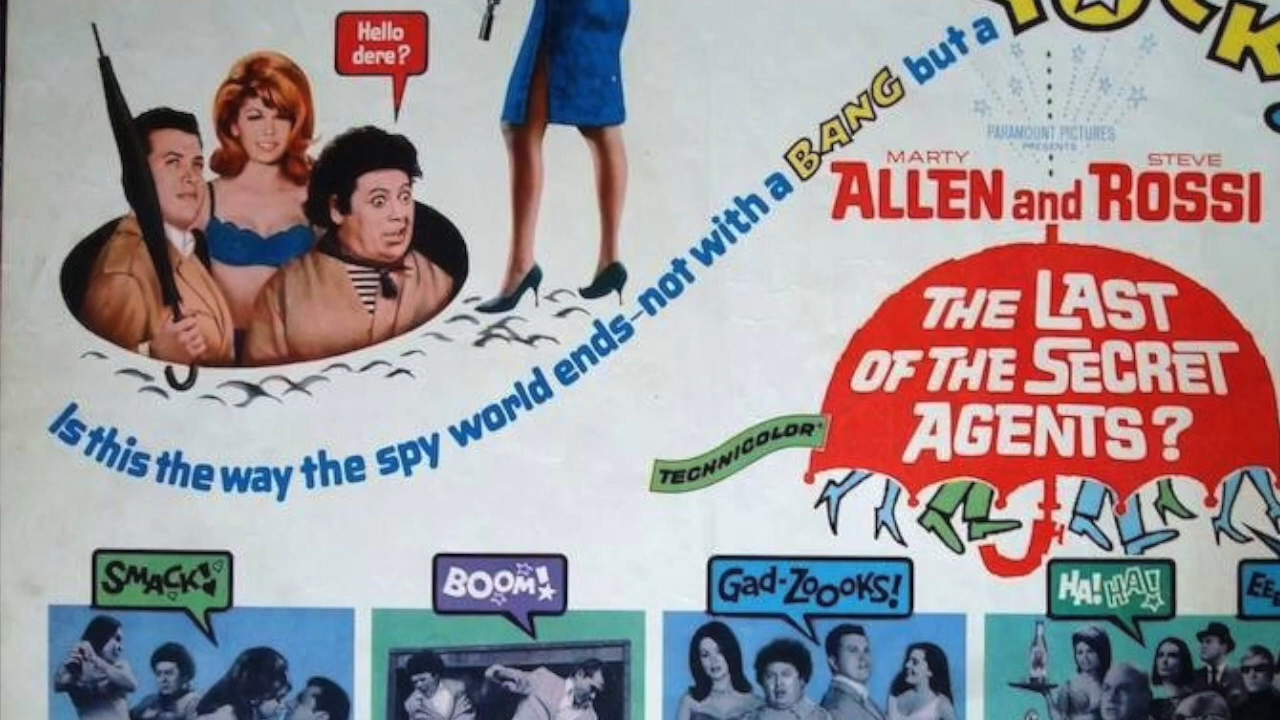 Hello
dere?
Is this the way the spy world ends-not with a BANG but a
YOCK
PARAMOUNT PICTURES
PRESENTS
MARTY STEVE
ALLEN and ROSSI
THE LAST
OF THE SECRET
AGENTS?
TECHNICOLOR
SMACK!
BOOM!
Gad-Zoooks!
HA! HA!